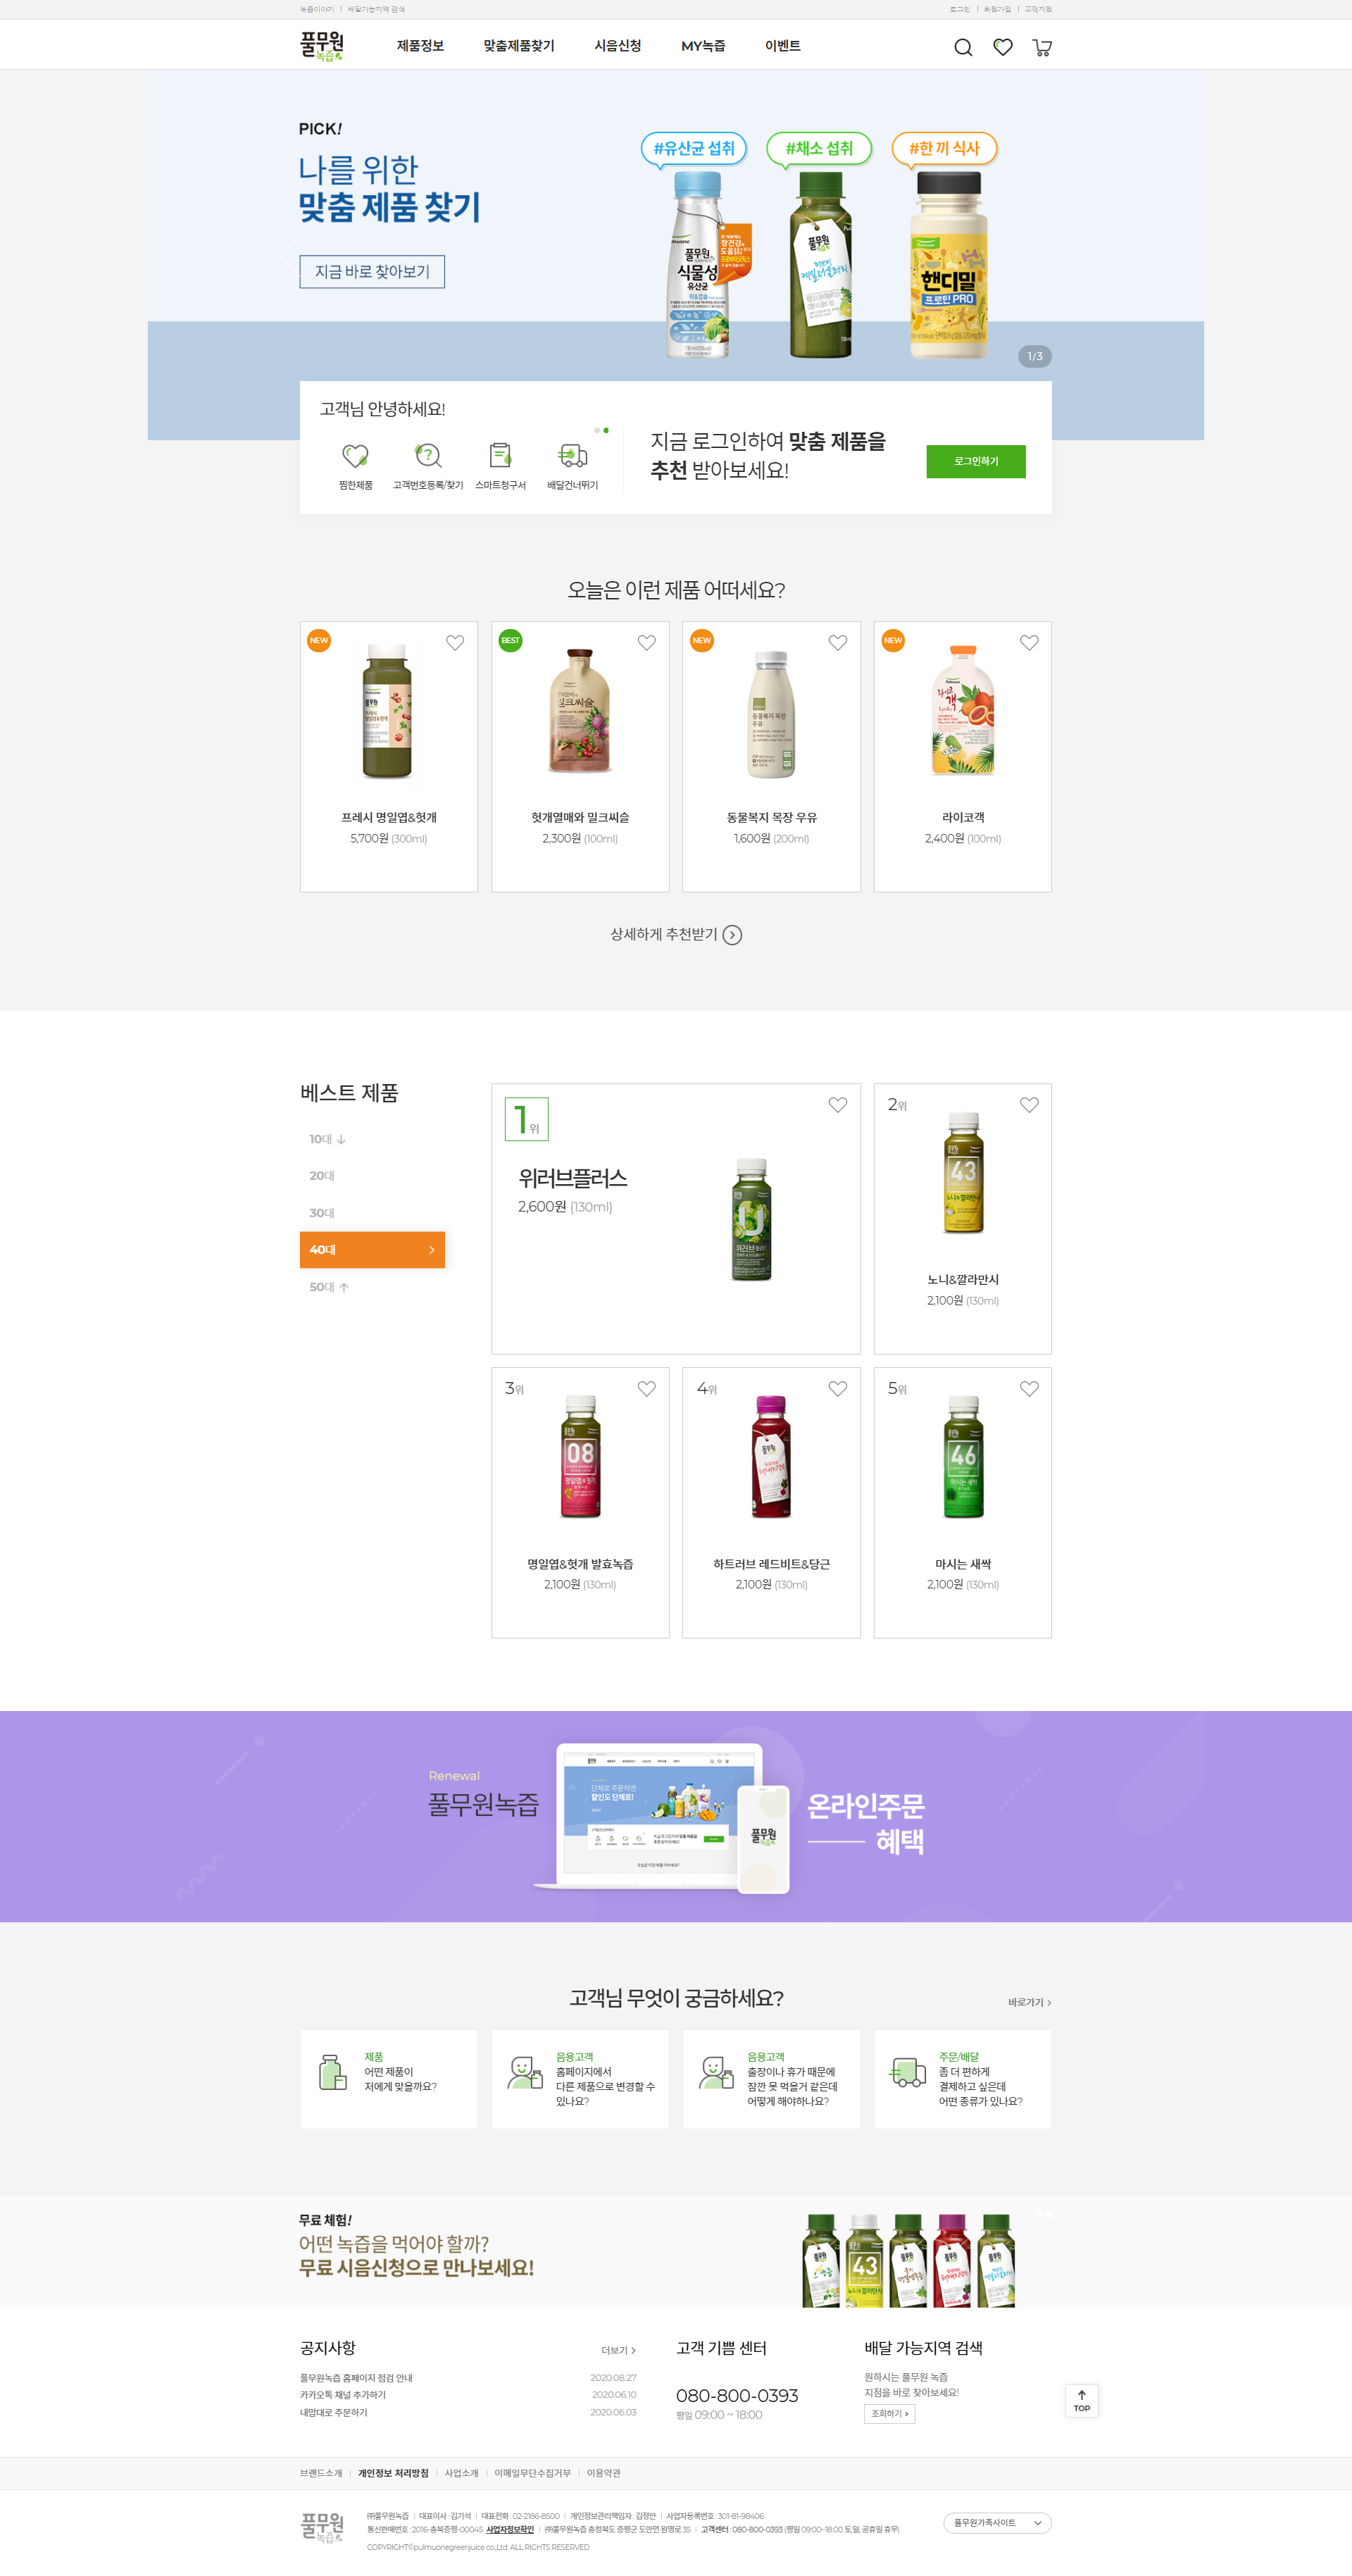 녹즙이야기 | 배달가능지역 검색
로그인 | 회원가입 | 고객지원
풀무원 녹즙
제품정보 맞춤제품찾기 시음신청 MY녹즙 이벤트
PICK!
나를 위한
맞춤 제품 찾기
지금 바로 찾아보기
#유산균 섭취 #채소 섭취 #한 끼 식사
풀무원
식물성
유산균
풀무원
핸디밀
프로틴 PRO
1/3
고객님 안녕하세요!
찜한제품 고객번호등록/찾기 스마트청구서 배달건너뛰기
지금 로그인하여 맞춤 제품을
추천 받아보세요!
로그인하기
오늘은 이런 제품 어떠세요?
NEW
프레시 명일엽&헛개
5,700원 (300ml)
BEST
헛개열매와 밀크씨슬
2,300원 (100ml)
NEW
동물복지 목장 우유
1,600원 (200ml)
NEW
라이코객
2,400원 (100ml)
상세하게 추천받기
베스트 제품
10대
20대
30대
40대
50대
1위
위러브플러스
2,600원 (130ml)
2위
43
노니&깔라만시
2,100원 (130ml)
3위
08
명일엽&헛개 발효녹즙
2,100원 (130ml)
4위
하트러브 레드비트&당근
2,100원 (130ml)
5위
46
마시는 새싹
2,100원 (130ml)
Renewal
풀무원녹즙
단체로 주문하면
할인도 단체로!
풀무원
녹즙
온라인주문
혜택
고객님 무엇이 궁금하세요?
바로가기
제품
어떤 제품이
저에게 맞을까요?
음용고객
홈페이지에서
다른 제품으로 변경할 수
있나요?
음용고객
출장이나 휴가 때문에
잠깐 못 먹을거 같은데
어떻게 해야하나요?
주문/배달
좀 더 편하게
결제하고 싶은데
어떤 종류가 있나요?
무료 체험!
어떤 녹즙을 먹어야 할까?
무료 시음신청으로 만나보세요!
43
공지사항
더보기
풀무원녹즙 홈페이지 점검 안내 2020.08.27
카카오톡 채널 추가하기 2020.06.10
내맘대로 주문하기 2020.06.03
고객 기쁨 센터
080-800-0393
평일 09:00 ~ 18:00
배달 가능지역 검색
원하시는 풀무원 녹즙
지점을 바로 찾아보세요!
조회하기
TOP
브랜드소개 | 개인정보 처리방침 | 사업소개 | 이메일무단수집거부 | 이용약관
풀무원 녹즙
㈜풀무원녹즙 | 대표이사 : 김기석 | 대표전화 : 02-2186-8500 | 개인정보관리책임자 : 김정만 | 사업자등록번호 : 301-81-98406
통신판매번호 : 2016-충북증평-00045 사업자정보확인 | ㈜풀무원녹즙 충청북도 증평군 도안면 원명로 35 | 고객센터 : 080-800-0393 (평일 09:00~18:00 토,일, 공휴일 휴무)
COPYRIGHT©pulmuonegreenjuice co.,Ltd. ALL RIGHTS RESERVED
풀무원가족사이트